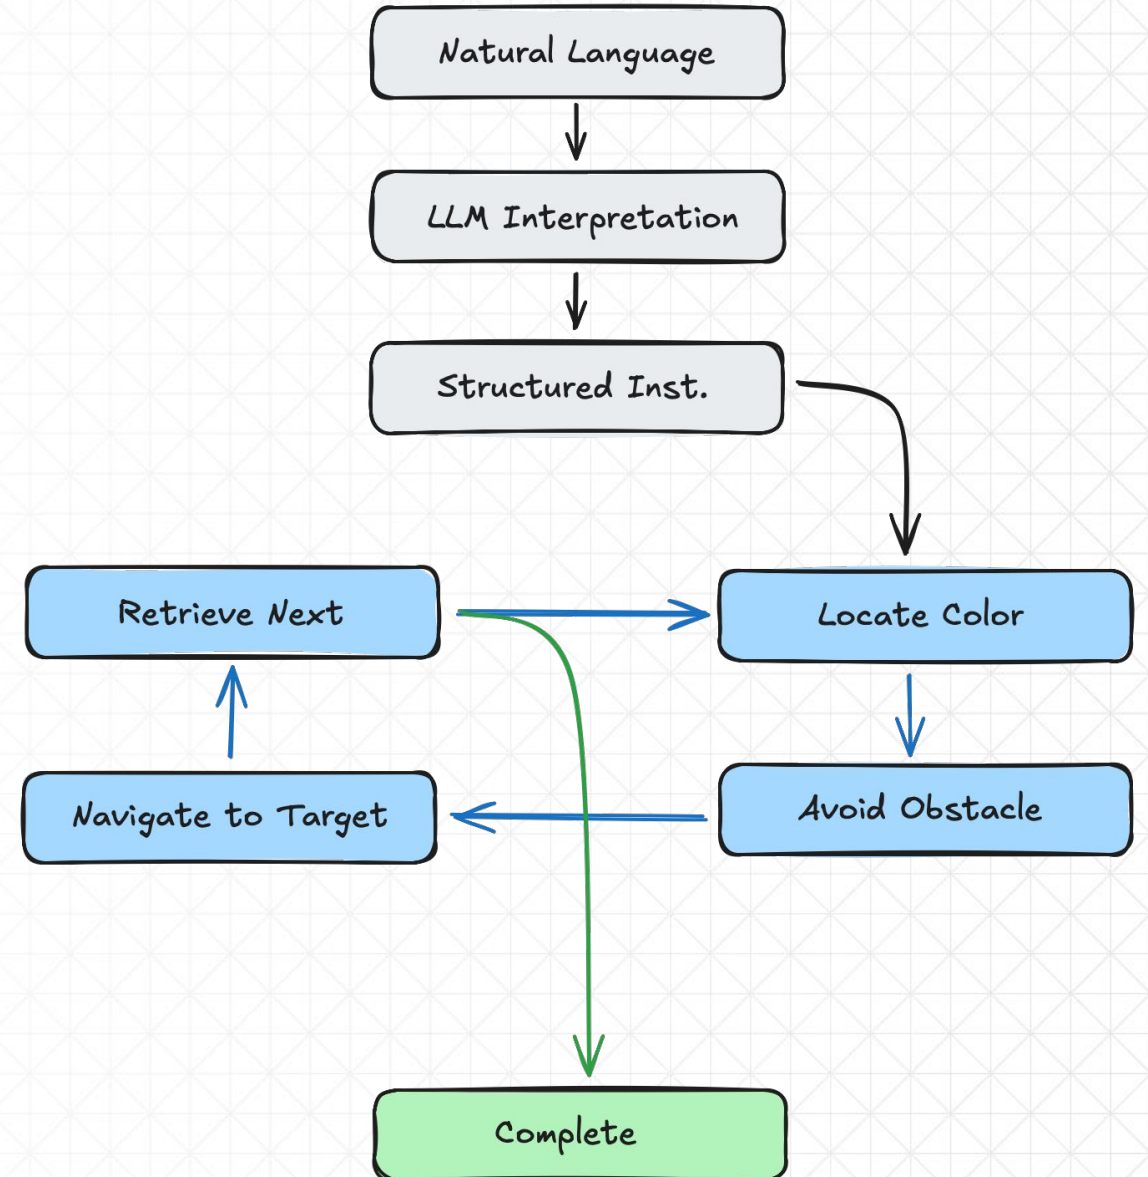 Natural Language
LLM Interpretation
Structured Inst.
Retrieve Next
Locate Color
Navigate to Target
Avoid Obstacle
Complete